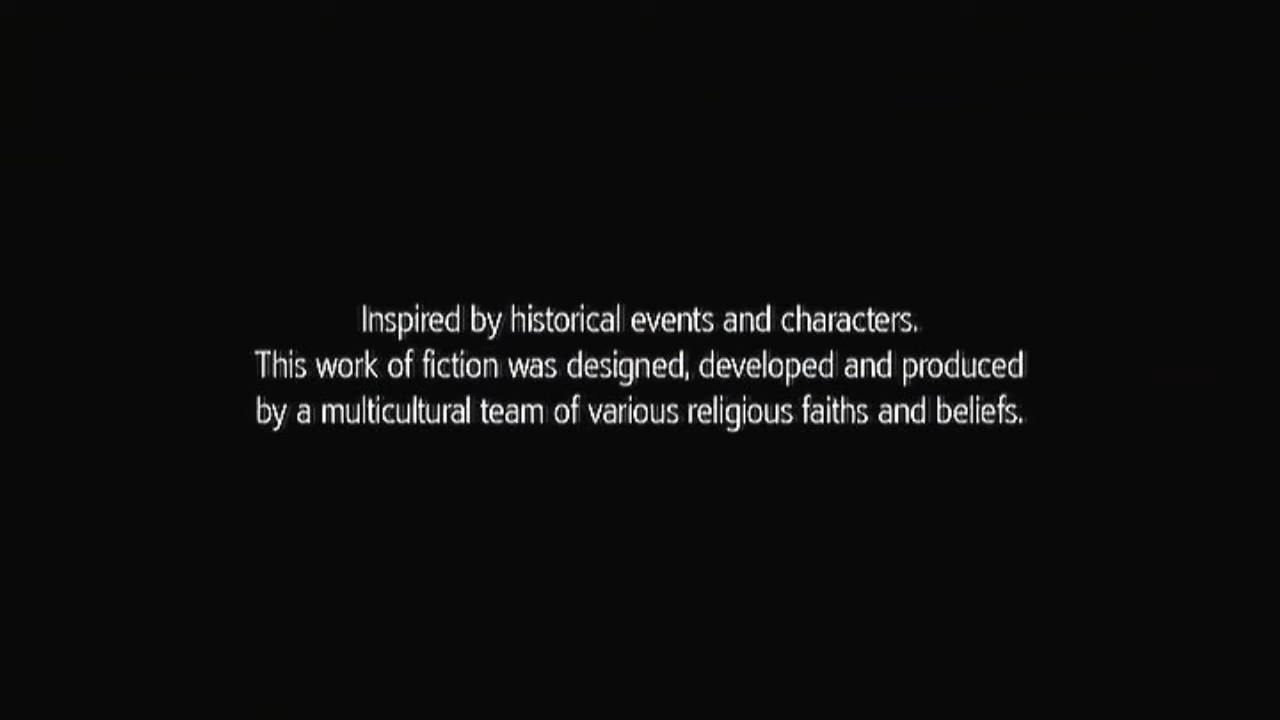 Inspired by historical events and characters.
This work of fiction was designed, developed and produced
by a multicultural team of various religious faiths and beliefs.